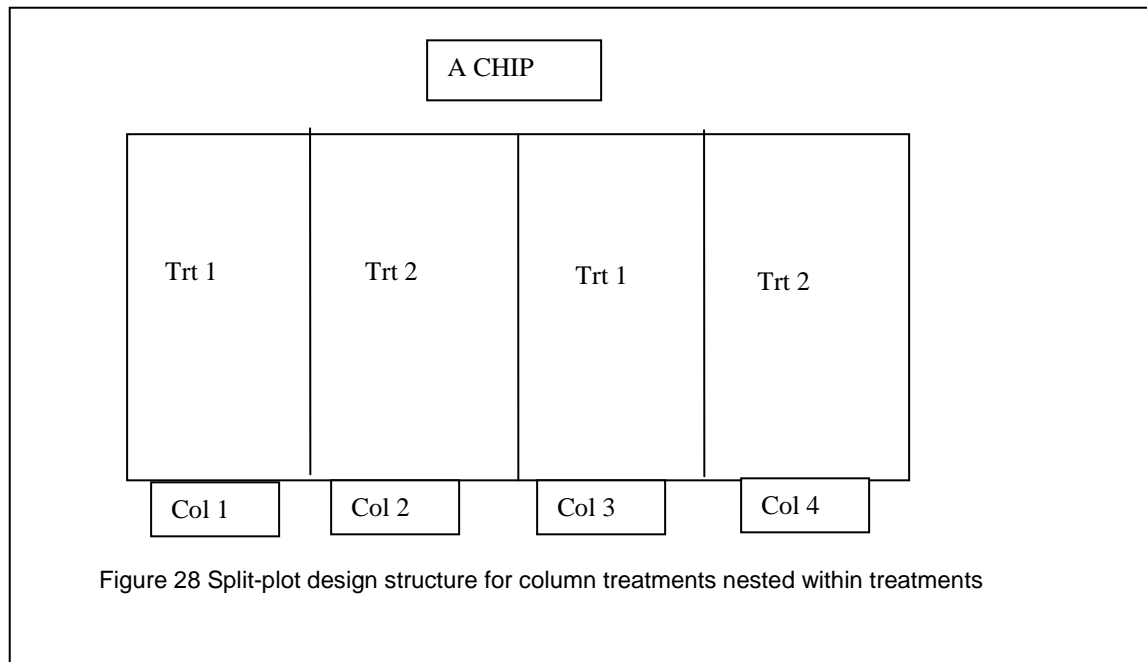 A CHIP
Trt 1 Trt 2 Trt 1 Trt 2
Col 1 Col 2 Col 3 Col 4
Figure 28 Split-plot design structure for column treatments nested within treatments